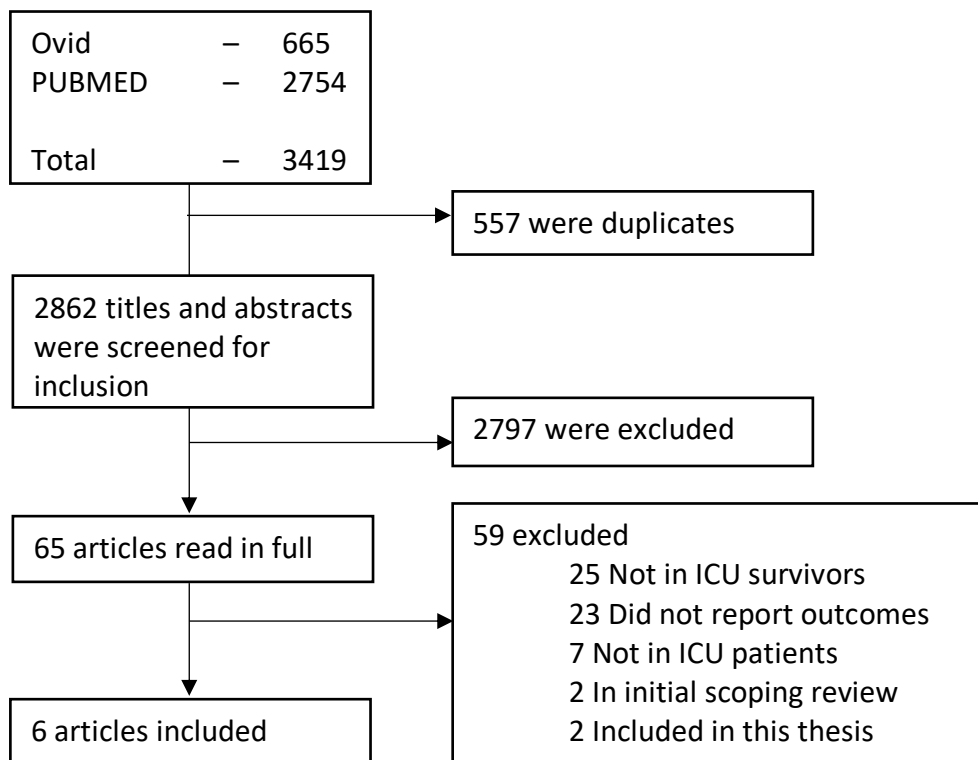 Ovid – 665
PUBMED – 2754
Total – 3419
557 were duplicates
2862 titles and abstracts
were screened for
inclusion
2797 were excluded
65 articles read in full
59 excluded
25 Not in ICU survivors
23 Did not report outcomes
7 Not in ICU patients
2 In initial scoping review
2 Included in this thesis
6 articles included